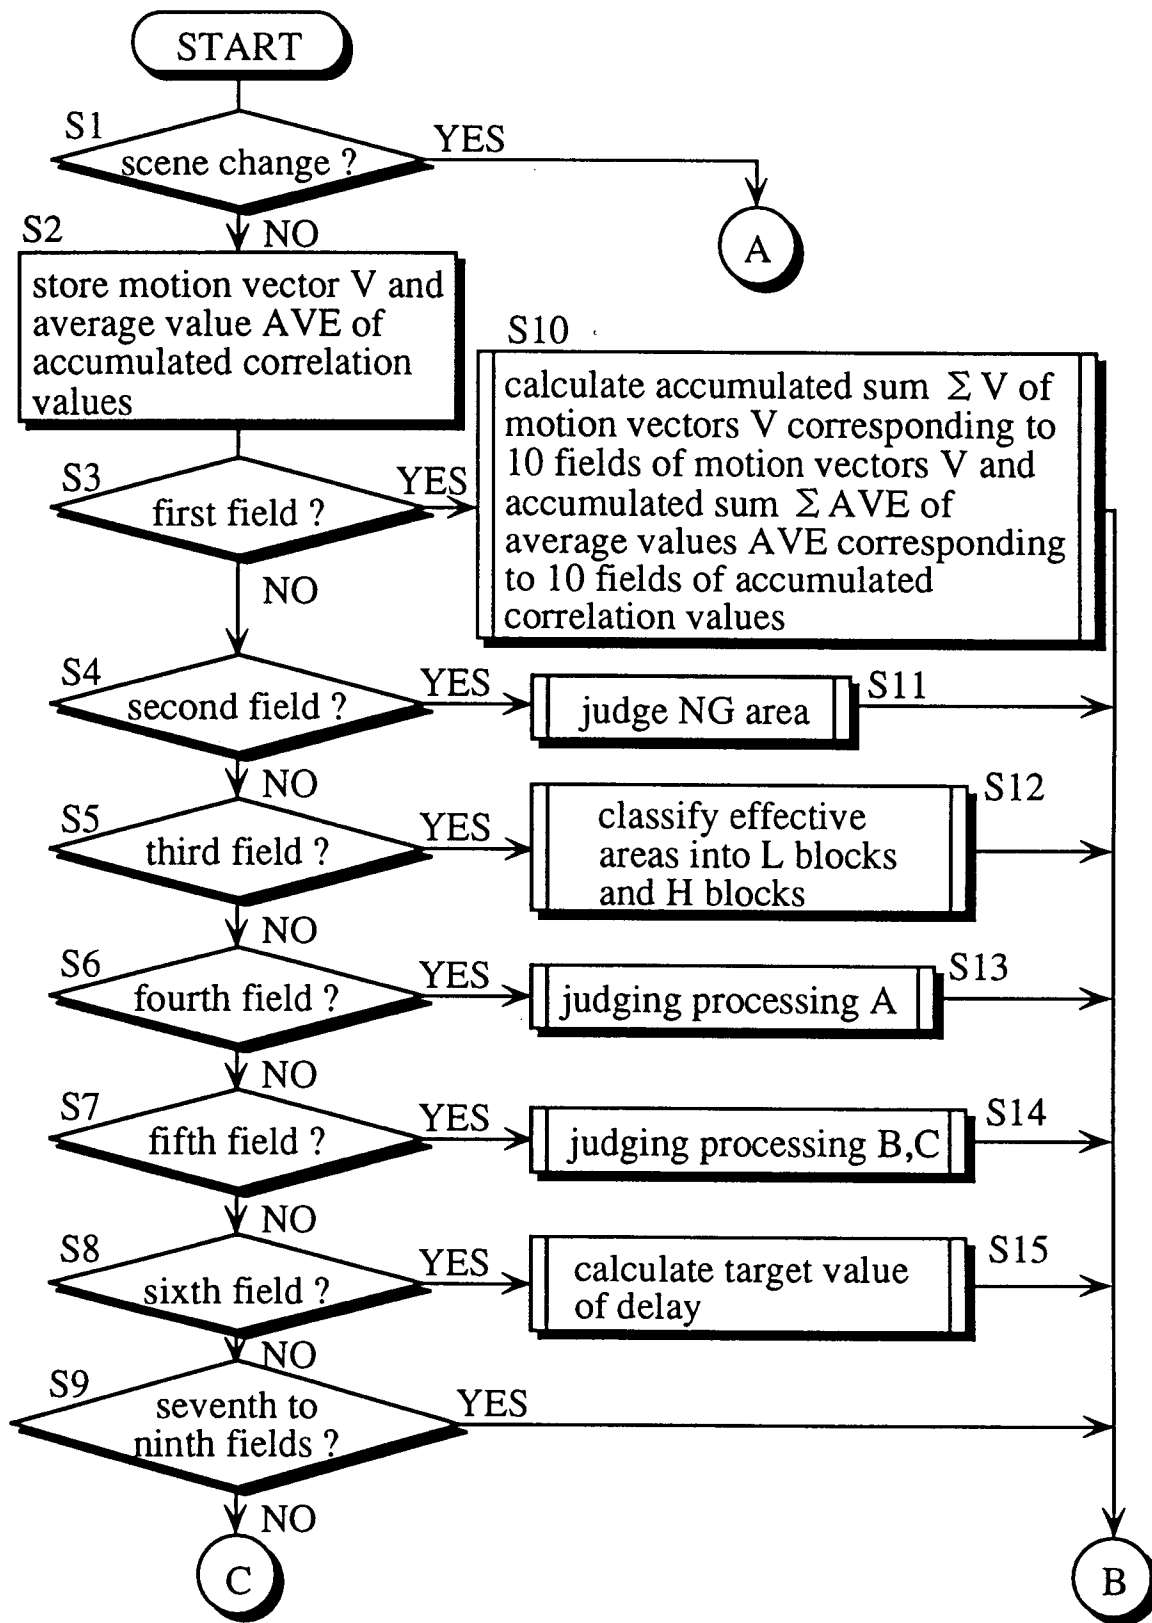 START
S1
scene change ?
YES
A
NO
S2
store motion vector V and
average value AVE of
accumulated correlation
values
S3
first field ?
YES
S10
calculate accumulated sum Σ V of
motion vectors V corresponding to
10 fields of motion vectors V and
accumulated sum Σ AVE of
average values AVE corresponding
to 10 fields of accumulated
correlation values
NO
S4
second field ?
YES
judge NG area
S11
NO
S5
third field ?
YES
classify effective
areas into L blocks
and H blocks
S12
NO
S6
fourth field ?
YES
judging processing A
S13
NO
S7
fifth field ?
YES
judging processing B,C
S14
NO
S8
sixth field ?
YES
calculate target value
of delay
S15
NO
S9
seventh to
ninth fields ?
YES
NO
C
B